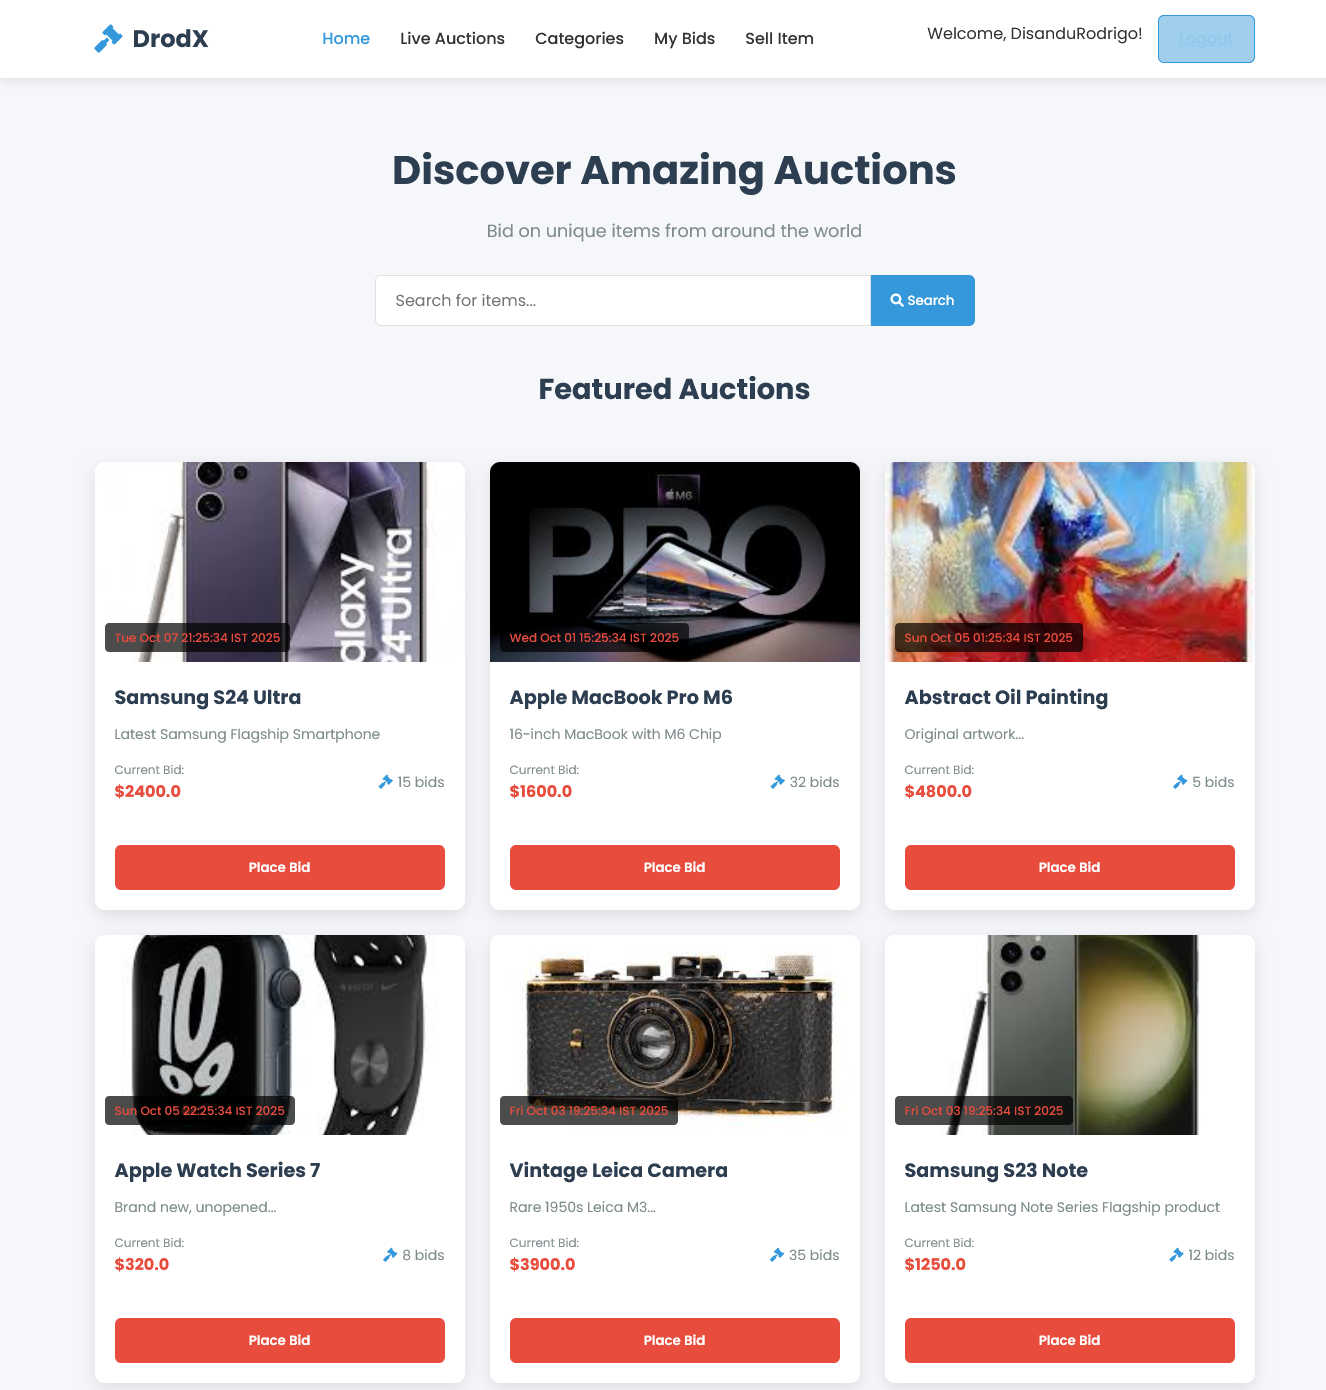 DrodX
Home Live Auctions Categories My Bids Sell Item
Welcome, DisanduRodrigo!
Logout
Discover Amazing Auctions
Bid on unique items from around the world
Search for items...
Search
Featured Auctions
alaxy
24 Ultra
Tue Oct 07 21:25:34 IST 2025
Samsung S24 Ultra
Latest Samsung Flagship Smartphone
Current Bid:
$2400.0
15 bids
Place Bid
M6
PRO
Wed Oct 01 15:25:34 IST 2025
Apple MacBook Pro M6
16-inch MacBook with M6 Chip
Current Bid:
$1600.0
32 bids
Place Bid
Sun Oct 05 01:25:34 IST 2025
Abstract Oil Painting
Original artwork...
Current Bid:
$4800.0
5 bids
Place Bid
10
09
Sun Oct 05 22:25:34 IST 2025
Apple Watch Series 7
Brand new, unopened...
Current Bid:
$320.0
8 bids
Place Bid
Fri Oct 03 19:25:34 IST 2025
Vintage Leica Camera
Rare 1950s Leica M3...
Current Bid:
$3900.0
35 bids
Place Bid
Fri Oct 03 19:25:34 IST 2025
Samsung S23 Note
Latest Samsung Note Series Flagship product
Current Bid:
$1250.0
12 bids
Place Bid